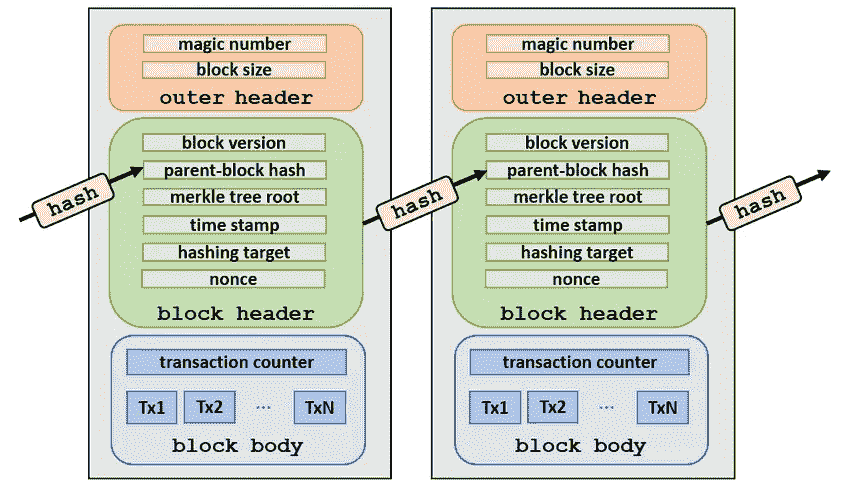 magic number
block size
outer header
block version
parent-block hash
merkle tree root
time stamp
hashing target
nonce
block header
transaction counter
Tx1 Tx2 ... TxN
block body
hash
magic number
block size
outer header
block version
parent-block hash
merkle tree root
time stamp
hashing target
nonce
block header
transaction counter
Tx1 Tx2 ... TxN
block body
hash
hash